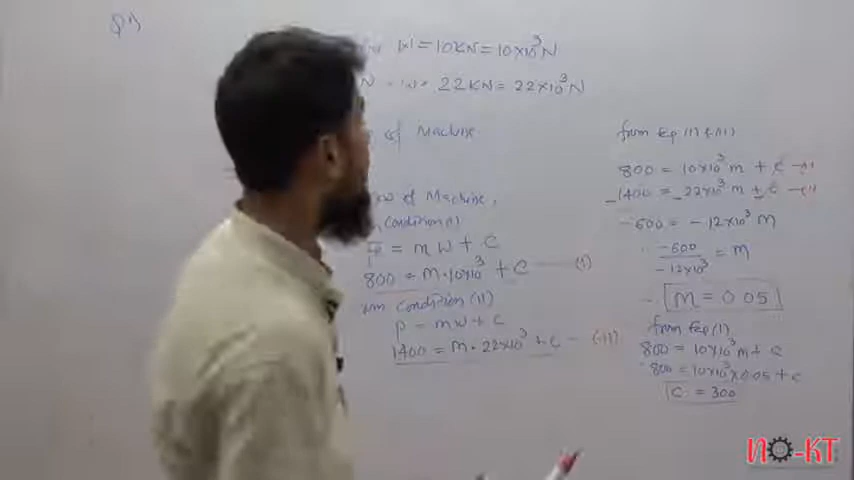 W = 10KN = 10×10³N
22KN = 22×10³N
of Machine
of Machine,
Condition (I)
P = mW + C
800 = M·10×10³ + C —— (I)
Condition (II)
P = mW + C
1400 = M·22×10³ + C — (II)
from Eq (I) & (II)
800 = 10×10³ m + C —(I)
1400 = 22×10³ m + C —(II)
-600 = -12×10³ M
-600 / -12×10³ = M
M = 0.05
from Eq (I)
800 = 10×10³ m + C
800 = 10×10³×0.05 + C
C = 300
NO-KT